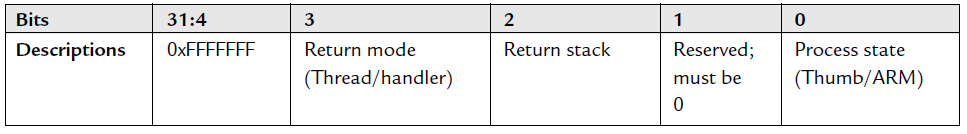 Bits 31:4 3 2 1 0
Descriptions 0xFFFFFFF Return mode Return stack Reserved; Process state
(Thread/handler) must be (Thumb/ARM)
0